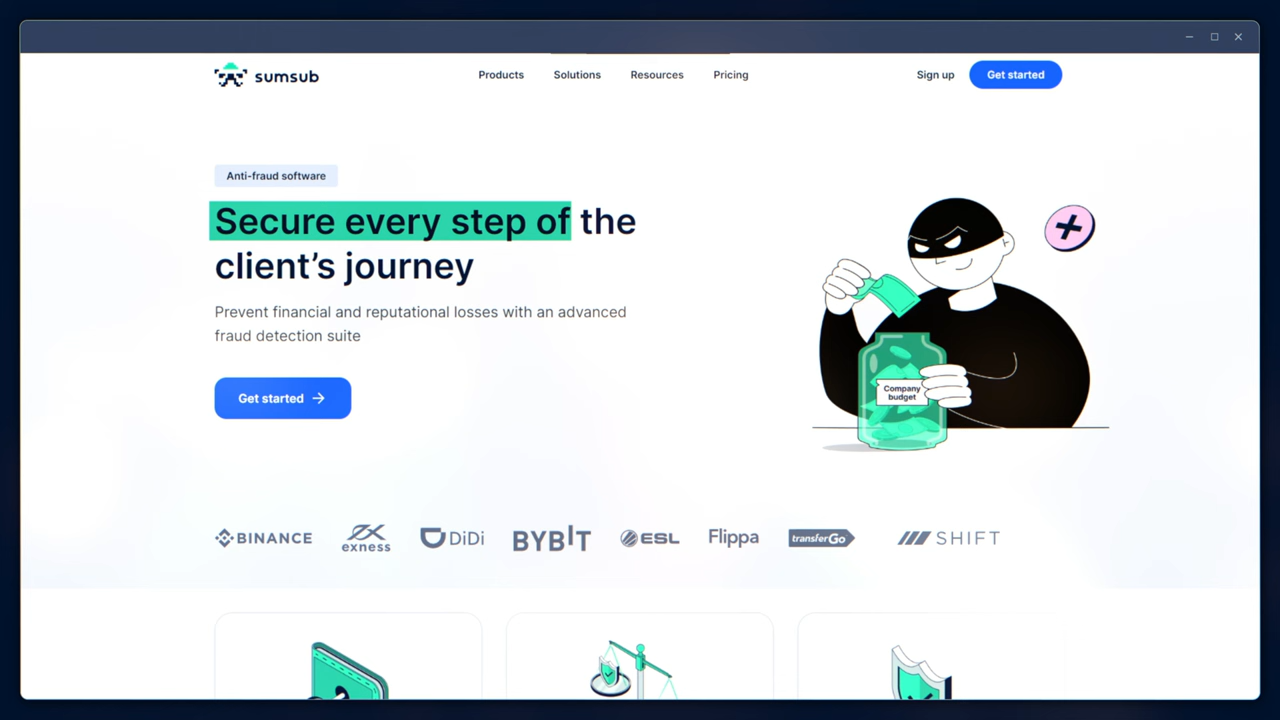 sumsub
Products Solutions Resources Pricing
Sign up Get started
Anti-fraud software
Secure every step of the
client’s journey
Prevent financial and reputational losses with an advanced
fraud detection suite
Get started
Company
budget
BINANCE exness DiDi BYBIT ESL Flippa transferGo SHIFT